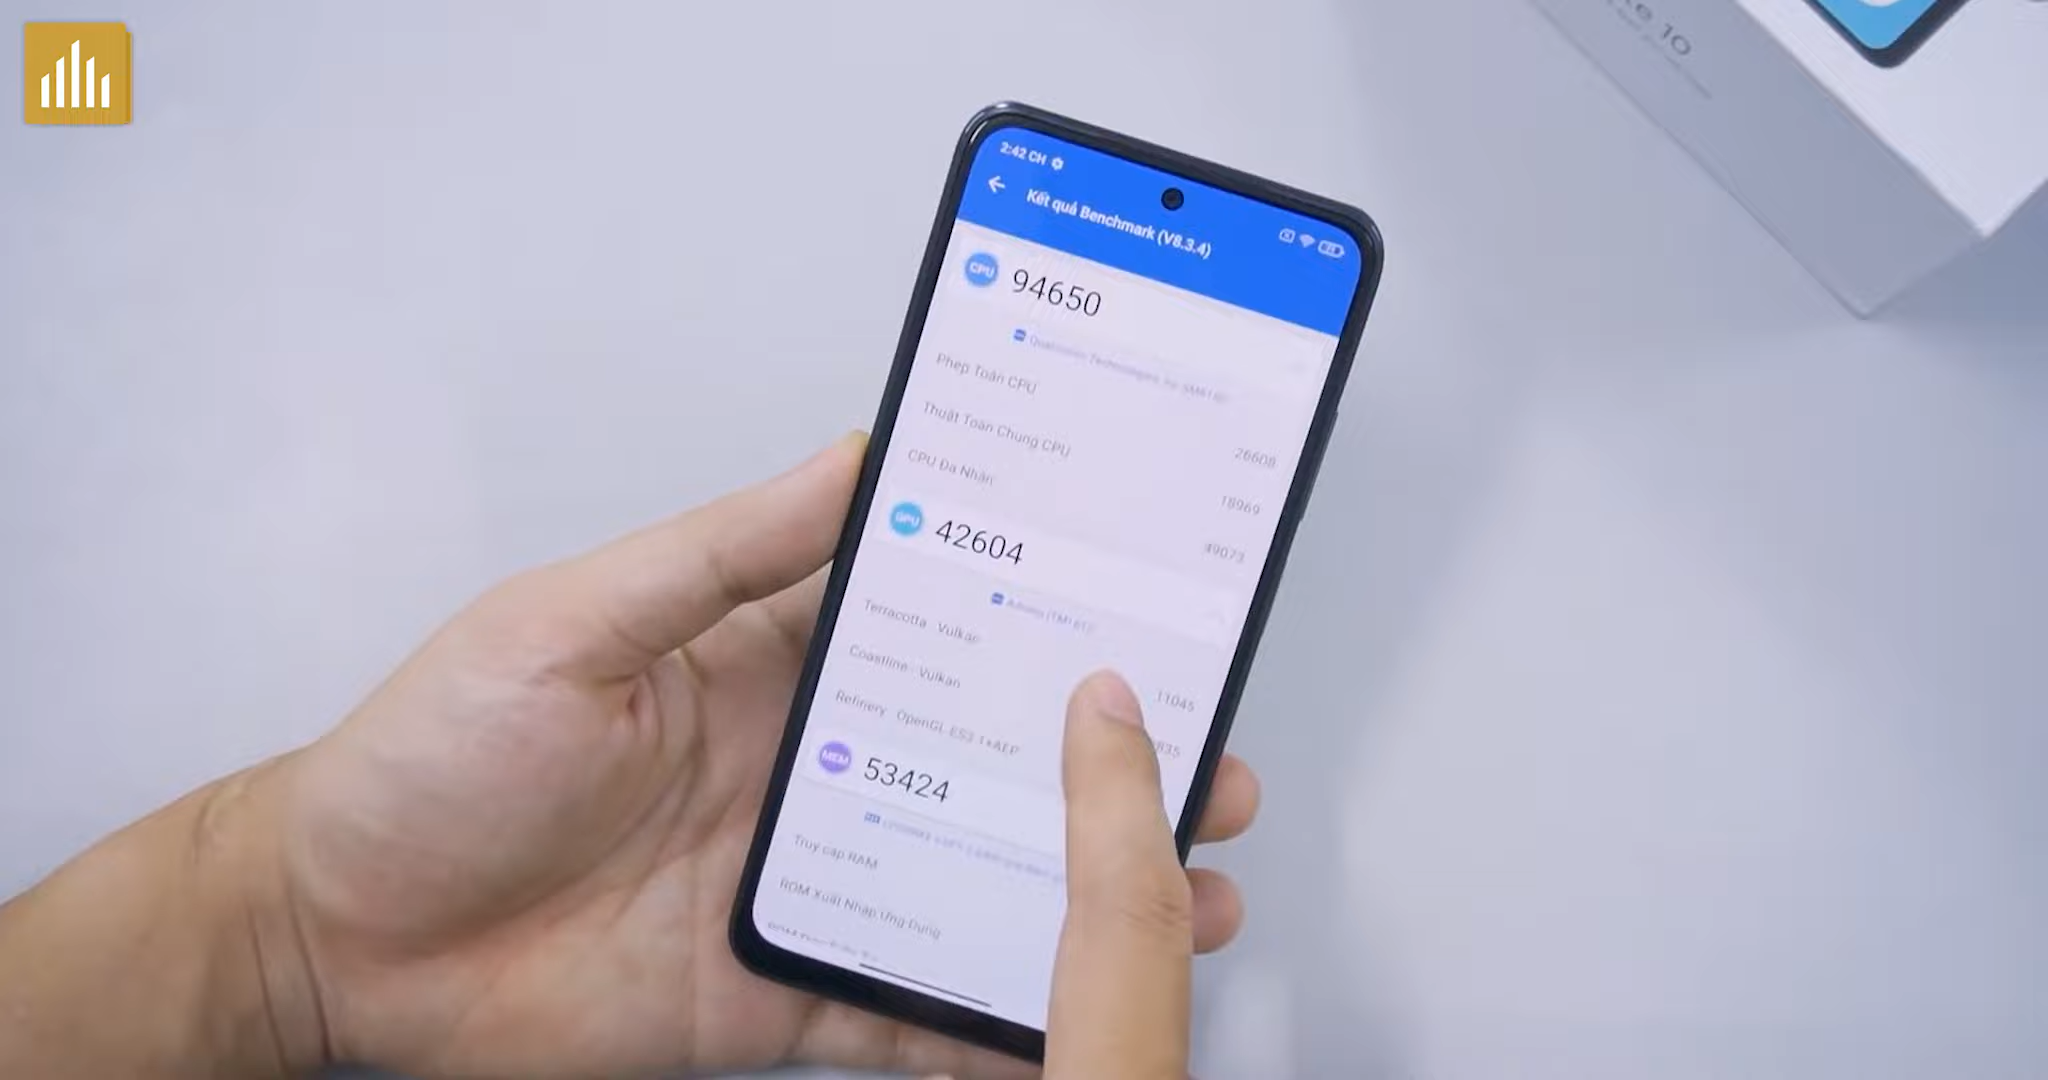 10
2:42 CH
Kết quả Benchmark (V8.3.4)
CPU 94650
Phép Toán CPU 26608
Thuật Toán Chung CPU 18969
CPU Đa Nhân 49073
GPU 42604
Terracotta - Vulkan 11045
Coastline - Vulkan
Refinery - OpenGL ES3.1+AEP
MEM 53424
Truy cập RAM
ROM Xuất Nhập Ứng Dụng